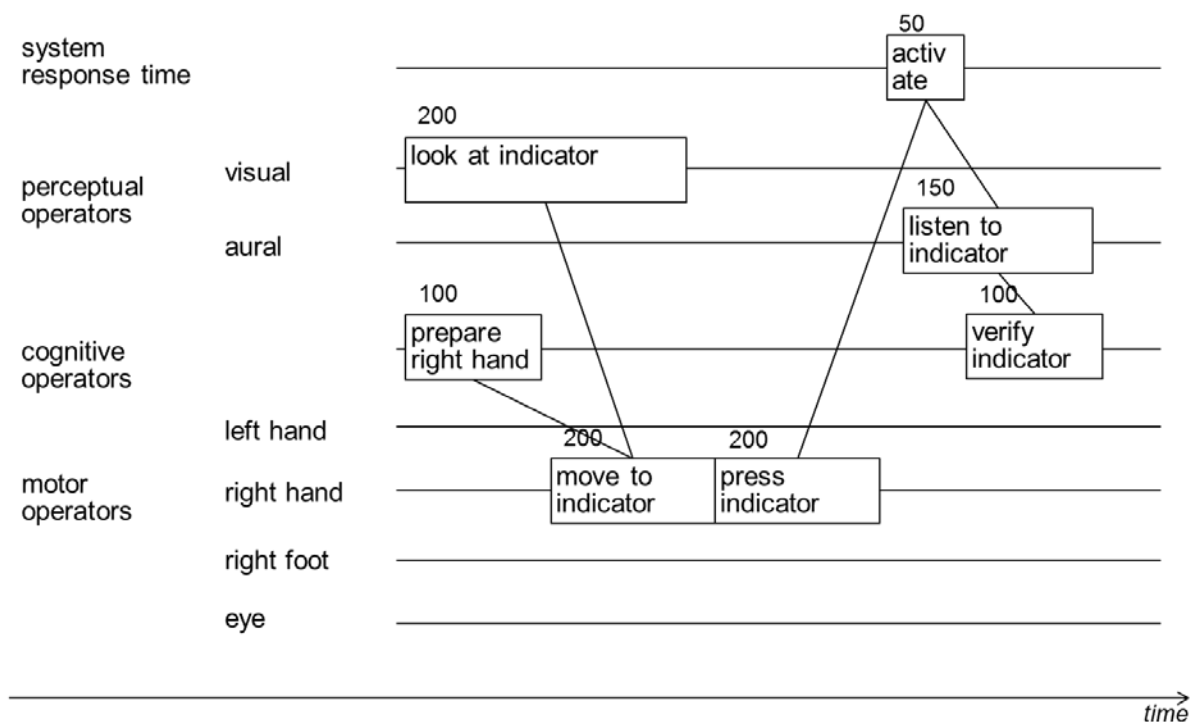 50
system
response time
activ
ate
200
look at indicator
visual
perceptual
operators
150
listen to
indicator
aural
100
100
prepare
right hand
verify
indicator
cognitive
operators
left hand
200
200
move to
indicator
press
indicator
motor
operators
right hand
right foot
eye
time